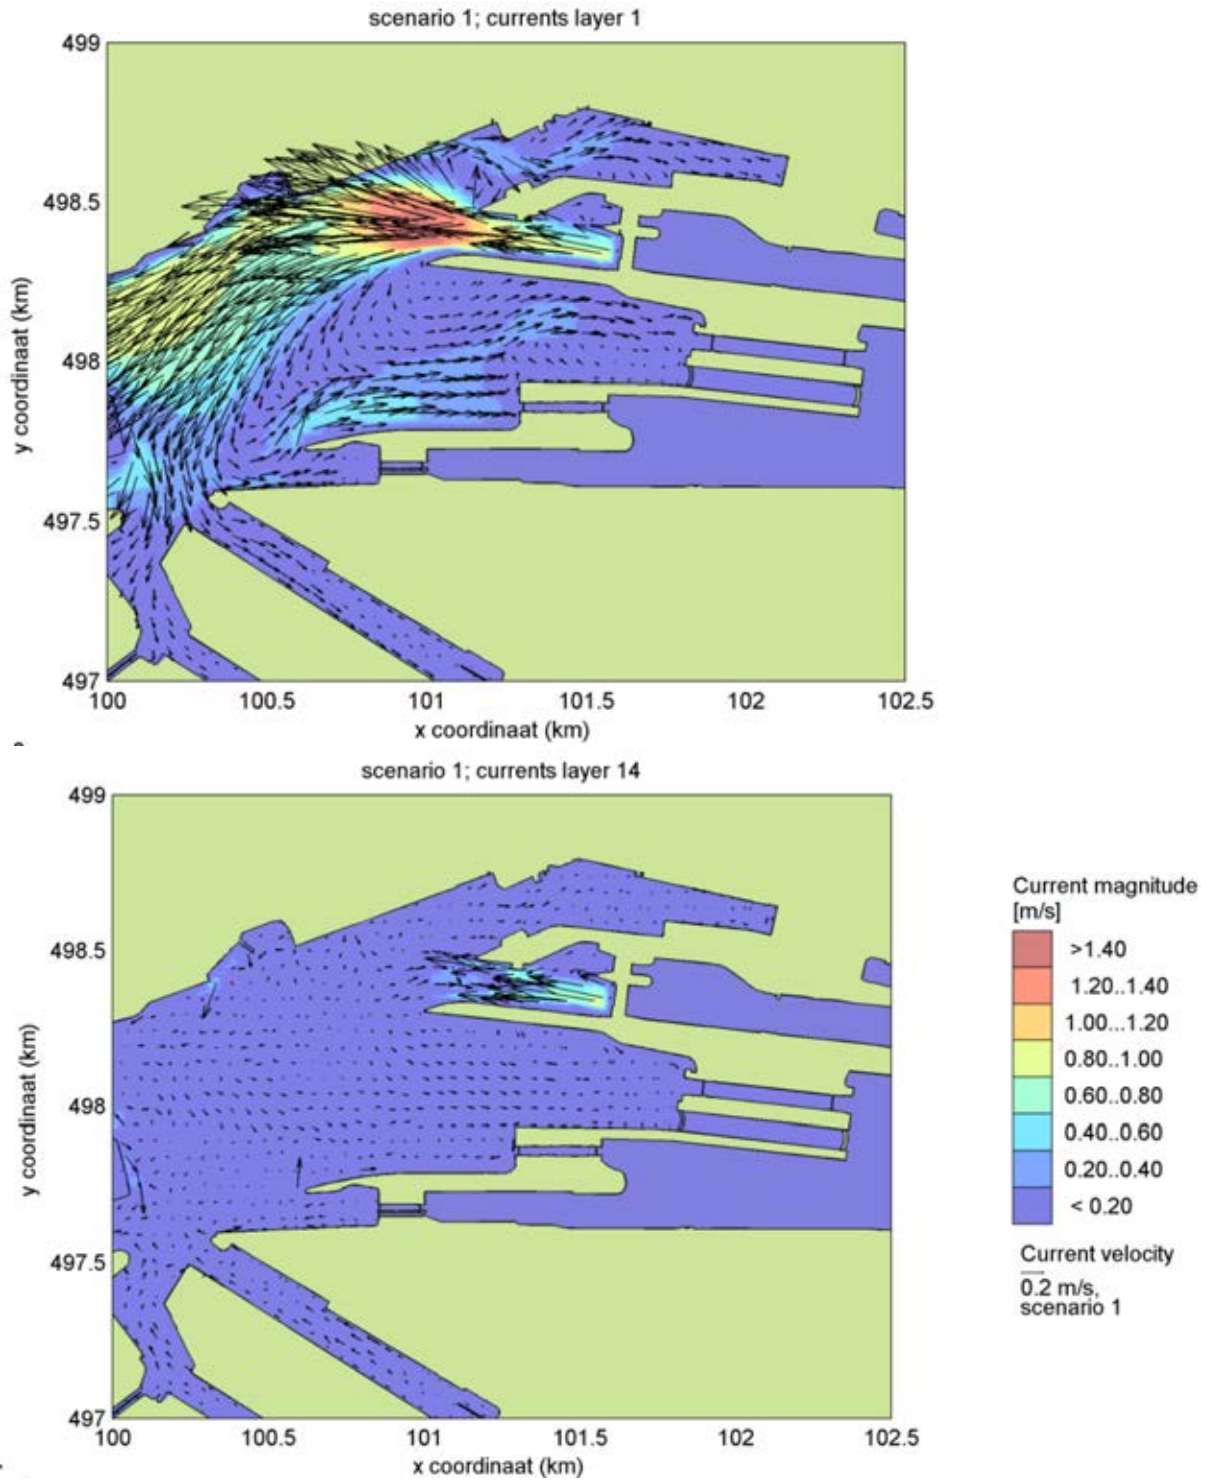 scenario 1; currents layer 1
499
498.5
498
497.5
497
y coordinaat (km)
100
100.5
101
101.5
102
102.5
x coordinaat (km)
scenario 1; currents layer 14
499
498.5
498
497.5
497
y coordinaat (km)
100
100.5
101
101.5
102
102.5
x coordinaat (km)
Current magnitude
[m/s]
>1.40
1.20..1.40
1.00..1.20
0.80..1.00
0.60..0.80
0.40..0.60
0.20..0.40
< 0.20
Current velocity
0.2 m/s,
scenario 1